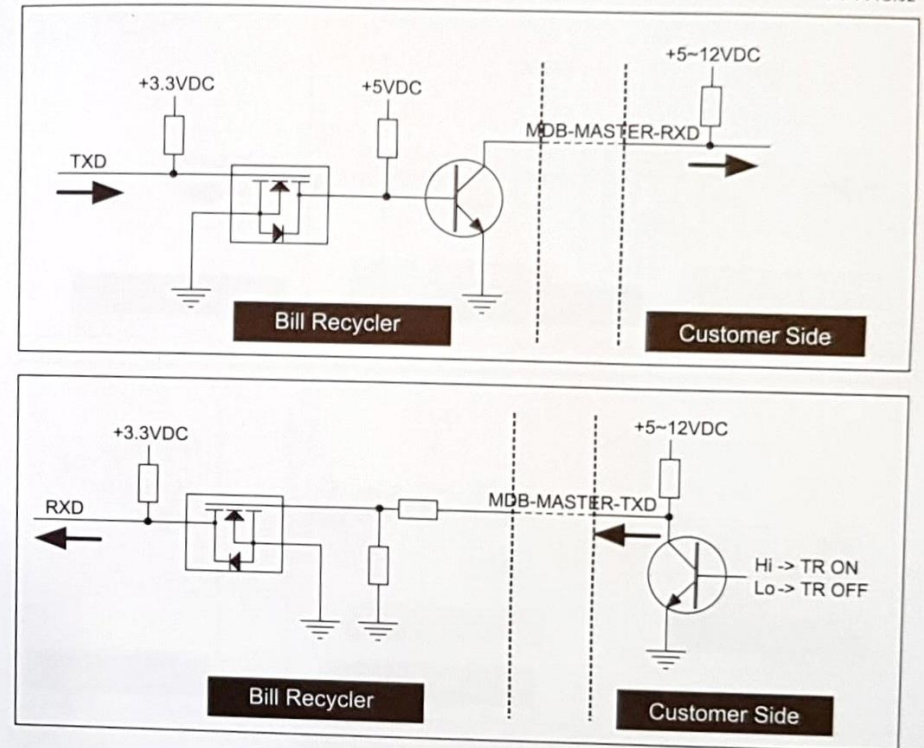 +5~12VDC
+3.3VDC
+5VDC
MDB-MASTER-RXD
TXD
Bill Recycler
Customer Side
+3.3VDC
+5~12VDC
RXD
MDB-MASTER-TXD
Hi -> TR ON
Lo -> TR OFF
Bill Recycler
Customer Side